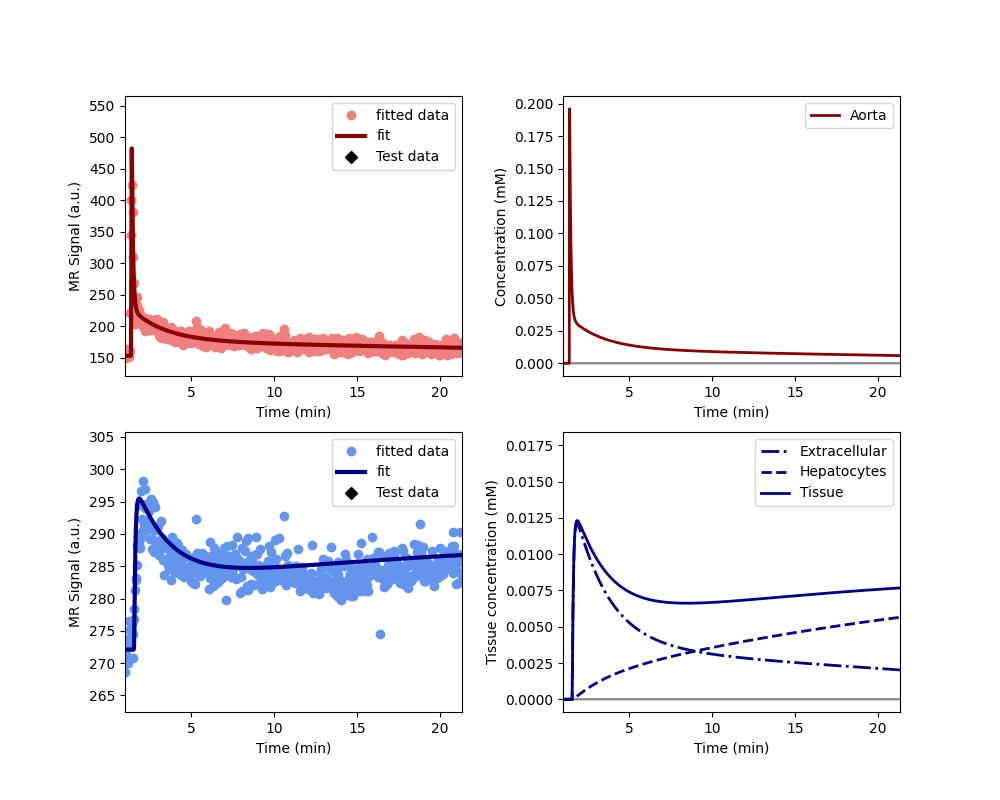 550
500
450
400
350
300
250
200
150
MR Signal (a.u.)
5
10
15
20
Time (min)
fitted data
fit
Test data
0.200
0.175
0.150
0.125
0.100
0.075
0.050
0.025
0.000
Concentration (mM)
5
10
15
20
Time (min)
Aorta
305
300
295
290
285
280
275
270
265
MR Signal (a.u.)
5
10
15
20
Time (min)
fitted data
fit
Test data
0.0175
0.0150
0.0125
0.0100
0.0075
0.0050
0.0025
0.0000
Tissue concentration (mM)
5
10
15
20
Time (min)
Extracellular
Hepatocytes
Tissue